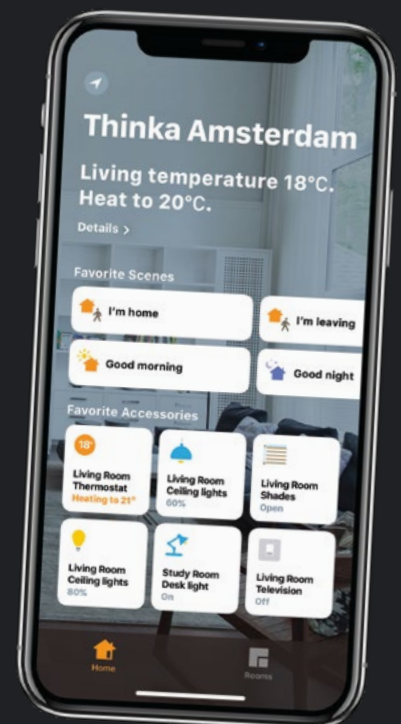 Thinka Amsterdam
Living temperature 18°C.
Heat to 20°C.
Details >
Favorite Scenes
I'm home
I'm leaving
Good morning
Good night
Favorite Accessories
18°
Living Room
Thermostat
Heating to 21°
Living Room
Ceiling lights
60%
Living Room
Shades
Open
Living Room
Ceiling lights
80%
Study Room
Desk light
On
Living Room
Television
Off
Home
Rooms